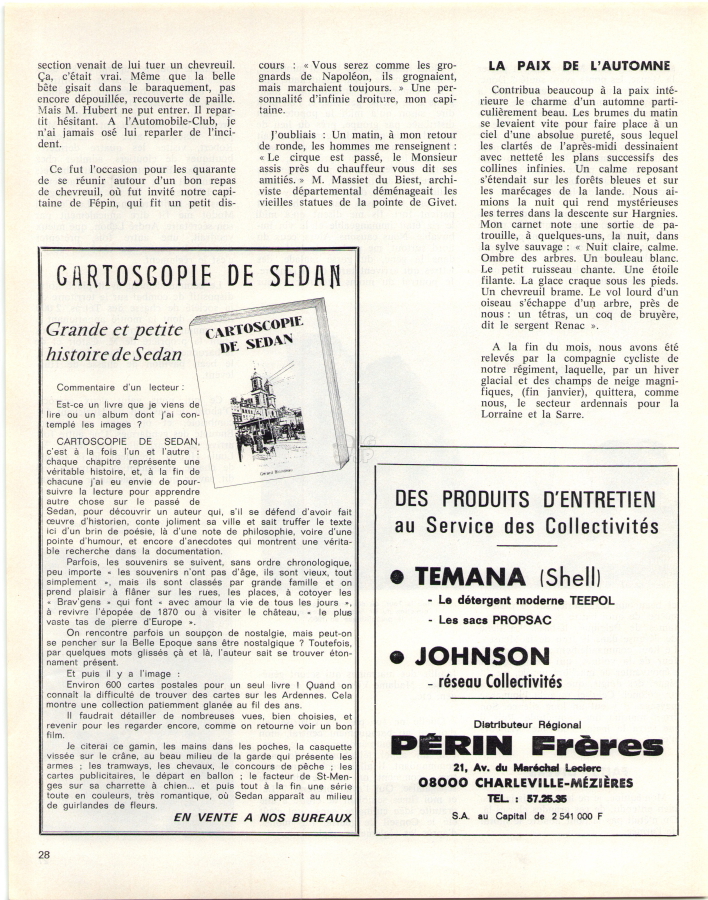 section venait de lui tuer un chevreuil.
Ça, c'était vrai. Même que la belle
bête gisait dans le baraquement, pas
encore dépouillée, recouverte de paille.
Mais M. Hubert ne put entrer. Il repar-
tit hésitant. A l'Automobile-Club, je
n'ai jamais osé lui reparler de l'inci-
dent.
Ce fut l'occasion pour les quarante
de se réunir autour d'un bon repas
de chevreuil, où fut invité notre capi-
taine de Fépin, qui fit un petit dis-
cours : « Vous serez comme les gro-
gnards de Napoléon, ils grognaient,
mais marchaient toujours. » Une per-
sonnalité d'infinie droiture, mon capi-
taine.
J'oubliais : Un matin, à mon retour
de ronde, les hommes me renseignent :
« Le cirque est passé, le Monsieur
assis près du chauffeur vous dit ses
amitiés. » M. Massiet du Biest, archi-
viste départemental déménageait les
vieilles statues de la pointe de Givet.
LA PAIX DE L'AUTOMNE
Contribua beaucoup à la paix inté-
rieure le charme d'un automne parti-
culièrement beau. Les brumes du matin
se levaient vite pour faire place à un
ciel d'une absolue pureté, sous lequel
les clartés de l'après-midi dessinaient
avec netteté les plans successifs des
collines infinies. Un calme reposant
s'étendait sur les forêts bleues et sur
les marécages de la lande. Nous ai-
mions la nuit qui rend mystérieuses
les terres dans la descente sur Hargnies.
Mon carnet note une sortie de pa-
trouille, à quelques-uns, la nuit, dans
la sylve sauvage : « Nuit claire, calme.
Ombre des arbres. Un bouleau blanc.
Le petit ruisseau chante. Une étoile
filante. La glace craque sous les pieds.
Un chevreuil brame. Le vol lourd d'un
oiseau s'échappe d'un arbre, près de
nous : un tétras, un coq de bruyère,
dit le sergent Renac ».
A la fin du mois, nous avons été
relevés par la compagnie cycliste de
notre régiment, laquelle, par un hiver
glacial et des champs de neige magni-
fiques, (fin janvier), quittera, comme
nous, le secteur ardennais pour la
Lorraine et la Sarre.
CARTOSCOPIE DE SEDAN
Grande et petite
histoire de Sedan
CARTOSCOPIE
DE SEDAN
Commentaire d'un lecteur :
Est-ce un livre que je viens de
lire ou un album dont j'ai con-
templé les images ?
CARTOSCOPIE DE SEDAN,
c'est à la fois l'un et l'autre :
chaque chapitre représente une
véritable histoire, et, à la fin de
chacune j'ai eu envie de pour-
suivre la lecture pour apprendre
autre chose sur le passé de
Sedan, pour découvrir un auteur qui, s'il se défend d'avoir fait
œuvre d'historien, conte joliment sa ville et sait truffer le texte
ici d'un brin de poésie, là d'une note de philosophie, voire d'une
pointe d'humour, et encore d'anecdotes qui montrent une vérita-
ble recherche dans la documentation.
Parfois, les souvenirs se suivent, sans ordre chronologique,
peu importe « les souvenirs n'ont pas d'âge, ils sont vieux, tout
simplement », mais ils sont classés par grande famille et on
prend plaisir à flâner sur les rues, les places, à cotoyer les
« Brav'gens » qui font « avec amour la vie de tous les jours »,
à revivre l'épopée de 1870 ou à visiter le château, « le plus
vaste tas de pierre d'Europe ».
On rencontre parfois un soupçon de nostalgie, mais peut-on
se pencher sur la Belle Epoque sans être nostalgique ? Toutefois,
par quelques mots glissés çà et là, l'auteur sait se trouver éton-
nament présent.
Et puis il y a l'image :
Environ 600 cartes postales pour un seul livre ! Quand on
connaît la difficulté de trouver des cartes sur les Ardennes. Cela
montre une collection patiemment glanée au fil des ans.
Il faudrait détailler de nombreuses vues, bien choisies, et
revenir pour les regarder encore, comme on retourne voir un bon
film.
Je citerai ce gamin, les mains dans les poches, la casquette
vissée sur le crâne, au beau milieu de la garde qui présente les
armes ; les tramways, les chevaux, le concours de pêche ; les
cartes publicitaires, le départ en ballon ; le facteur de St-Men-
ges sur sa charrette à chien... et puis tout à la fin une série
toute en couleurs, très romantique, où Sedan apparaît au milieu
de guirlandes de fleurs.
EN VENTE A NOS BUREAUX
DES PRODUITS D'ENTRETIEN
au Service des Collectivités
● TEMANA (Shell)
- Le détergent moderne TEEPOL
- Les sacs PROPSAC
● JOHNSON
- réseau Collectivités
Distributeur Régional
PÉRIN Frères
21, Av. du Maréchal Leclerc
08000 CHARLEVILLE-MÉZIÈRES
TEL. : 57.25.35
S.A. au Capital de 2 541 000 F
28